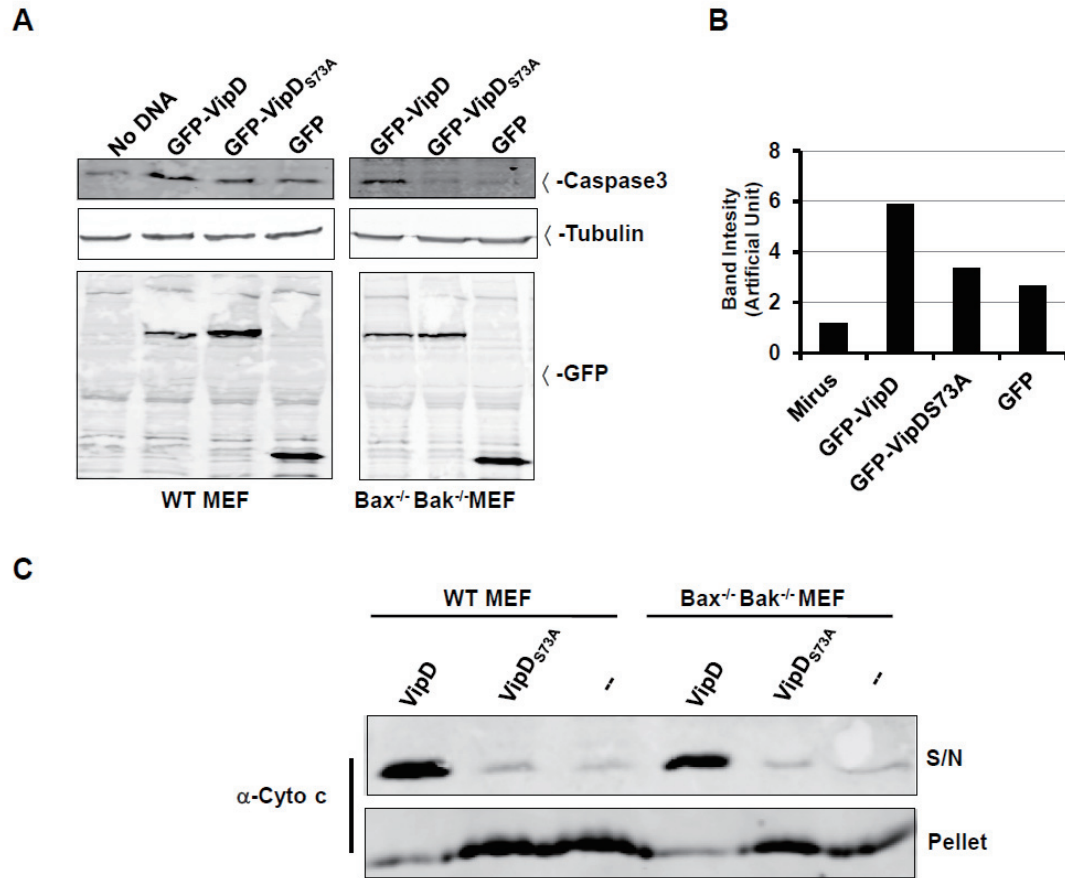 A
No DNA
GFP-VipD
GFP-VipDS73A
GFP
GFP-VipD
GFP-VipDS73A
GFP
〈 -Caspase3
〈 -Tubulin
〈 -GFP
WT MEF
Bax-/- Bak-/-MEF
B
Band Intesity
(Artificial Unit)
8
6
4
2
0
Mirus
GFP-VipD
GFP-VipDS73A
GFP
C
WT MEF
Bax-/- Bak-/- MEF
VipD
VipDS73A
--
VipD
VipDS73A
--
α-Cyto c
S/N
Pellet